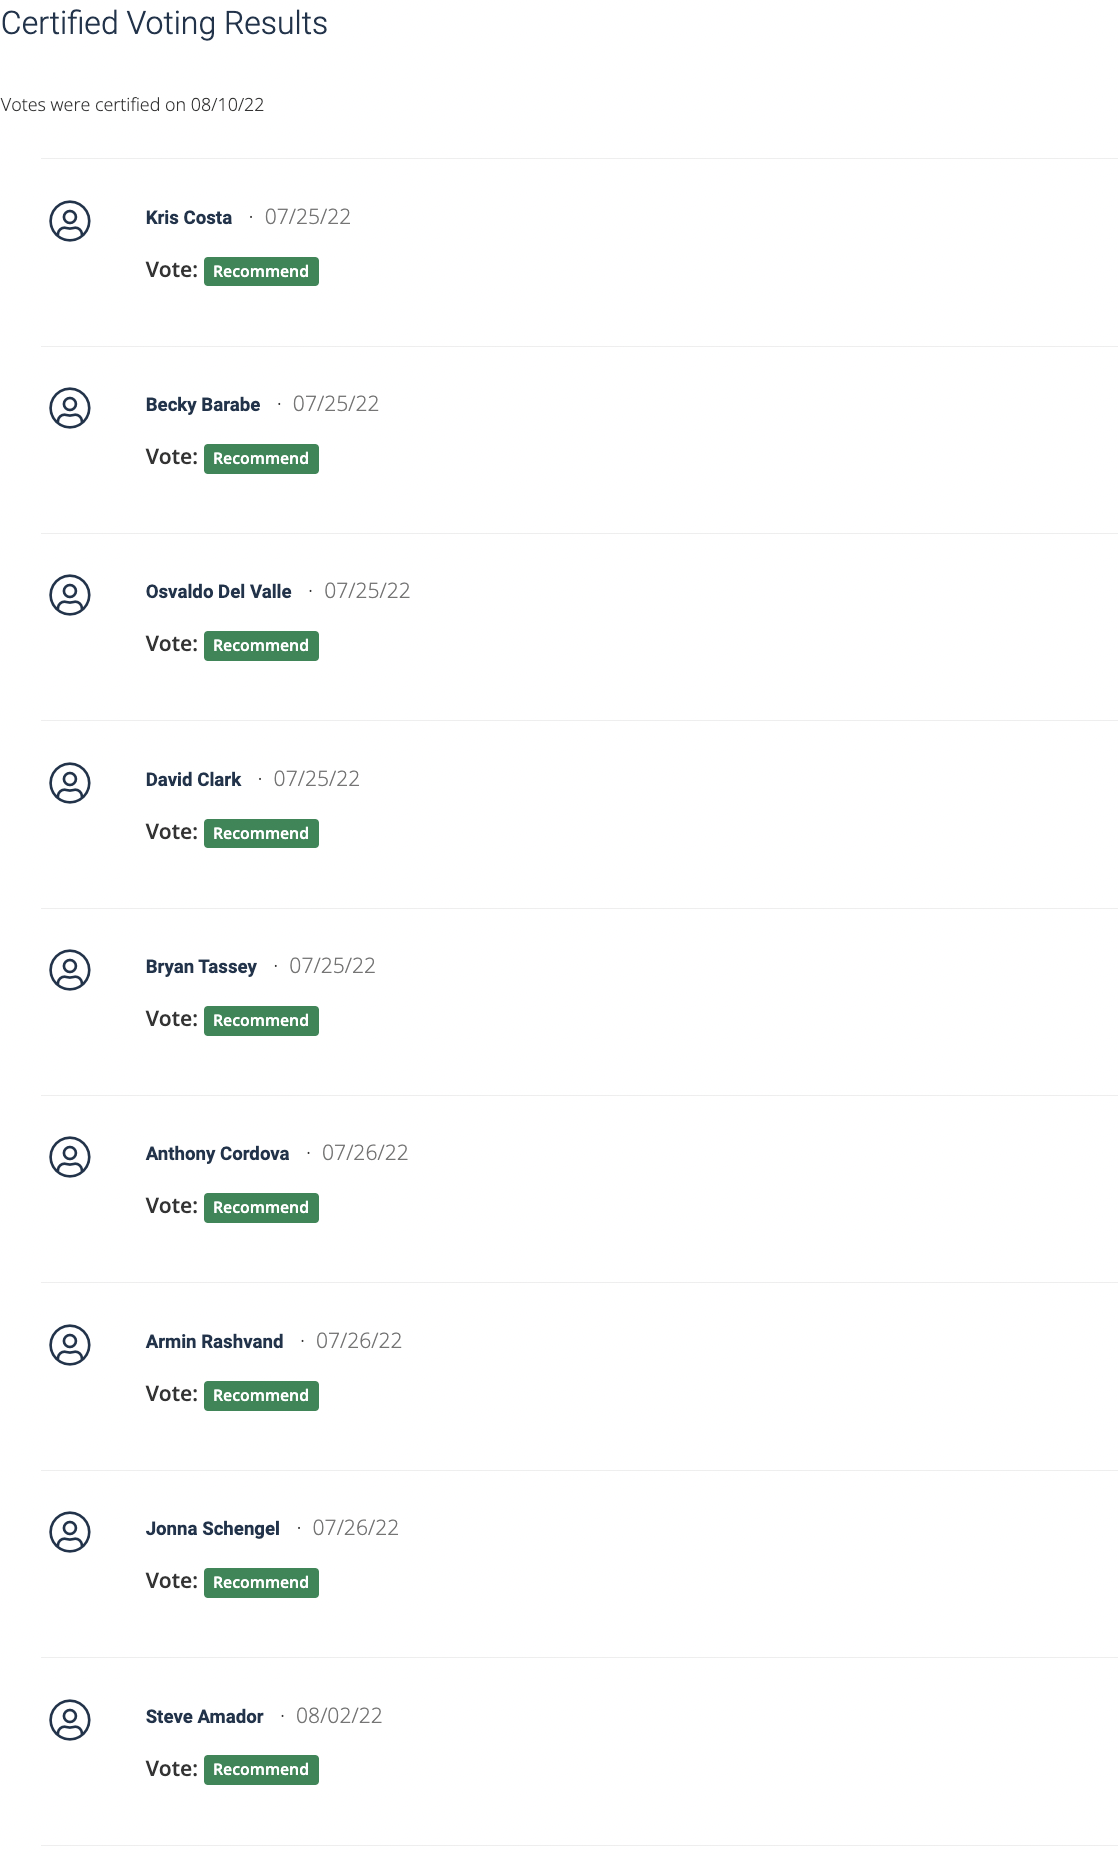 Certified Voting Results
Votes were certified on 08/10/22
Kris Costa · 07/25/22
Vote: Recommend
Becky Barabe · 07/25/22
Vote: Recommend
Osvaldo Del Valle · 07/25/22
Vote: Recommend
David Clark · 07/25/22
Vote: Recommend
Bryan Tassey · 07/25/22
Vote: Recommend
Anthony Cordova · 07/26/22
Vote: Recommend
Armin Rashvand · 07/26/22
Vote: Recommend
Jonna Schengel · 07/26/22
Vote: Recommend
Steve Amador · 08/02/22
Vote: Recommend